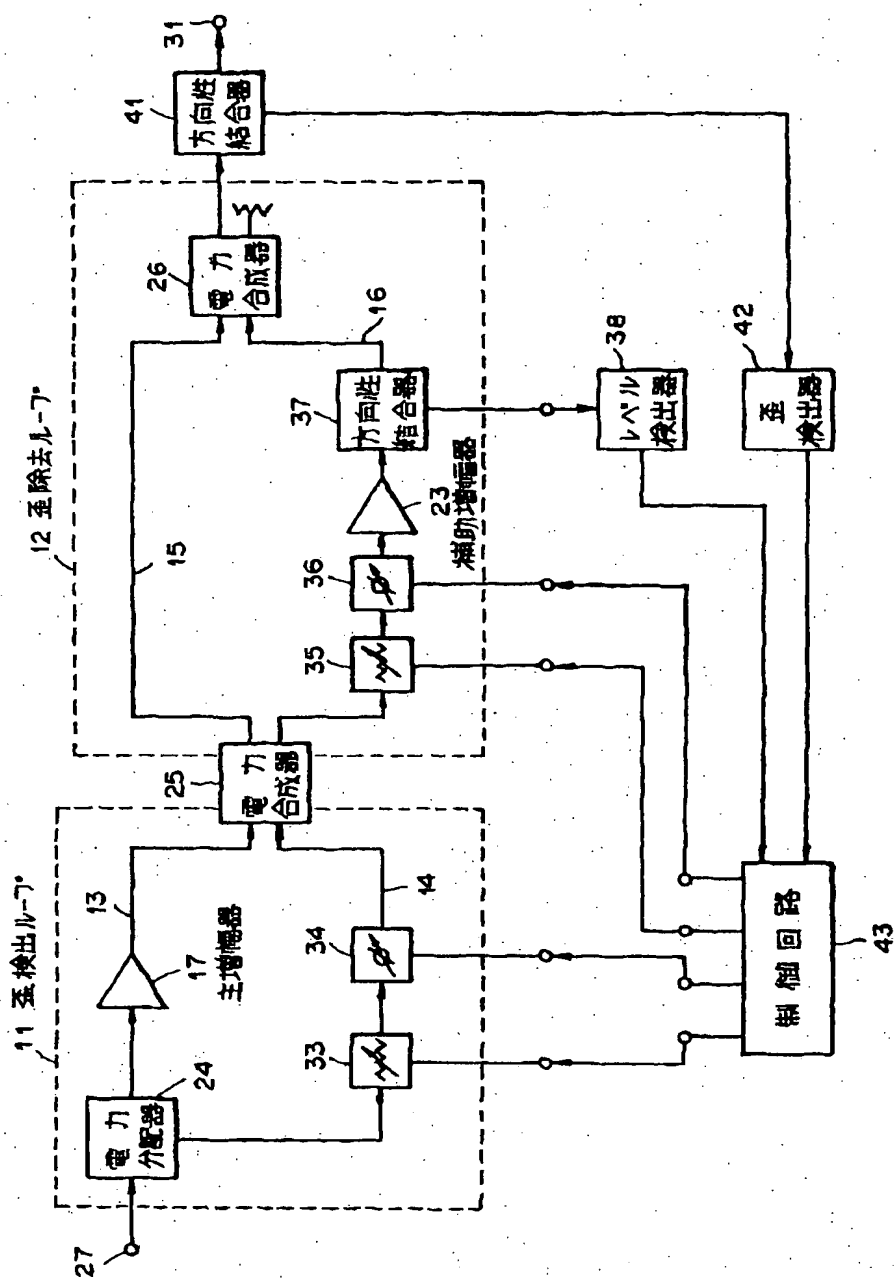 11 歪検出ループ
27
電力
分配器
24
17
主増幅器
13
33
34
14
25
電力
合成器
12 歪除去ループ
15
35
36
23
補助増幅器
37
方向性
結合器
16
26
電力
合成器
41
方向性
結合器
31
38
レベル
検出器
42
歪
検出器
制御回路
43